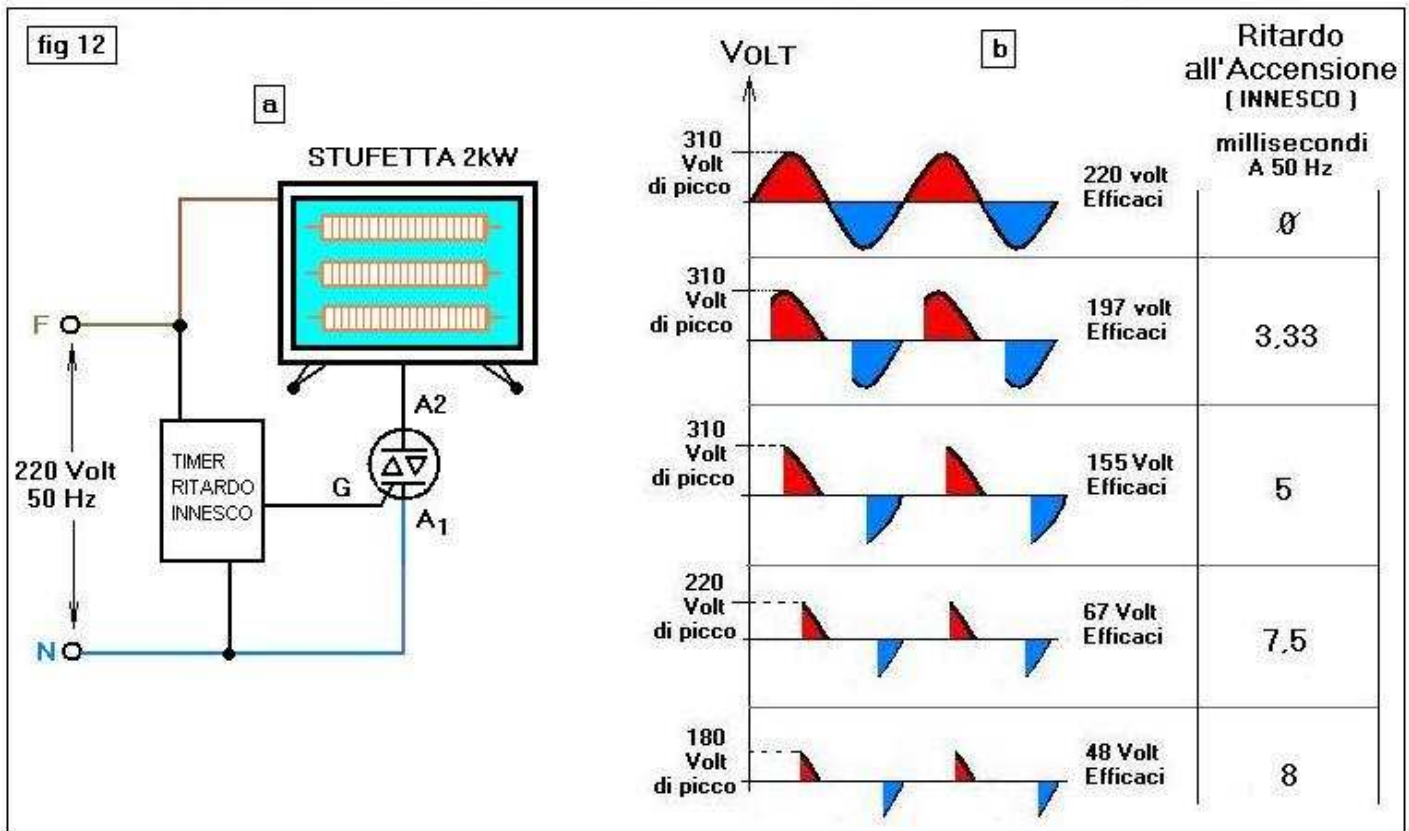 fig 12
a
STUFETTA 2kW
F
A2
TIMER
RITARDO
INNESCO
G
A1
220 Volt
50 Hz
N
b
VOLT
Ritardo
all'Accensione
( INNESCO )
millisecondi
A 50 Hz
310
Volt
di picco
220 volt
Efficaci
0
310
Volt
di picco
197 volt
Efficaci
3,33
310
Volt
di picco
155 Volt
Efficaci
5
220
Volt
di picco
67 Volt
Efficaci
7,5
180
Volt
di picco
48 Volt
Efficaci
8